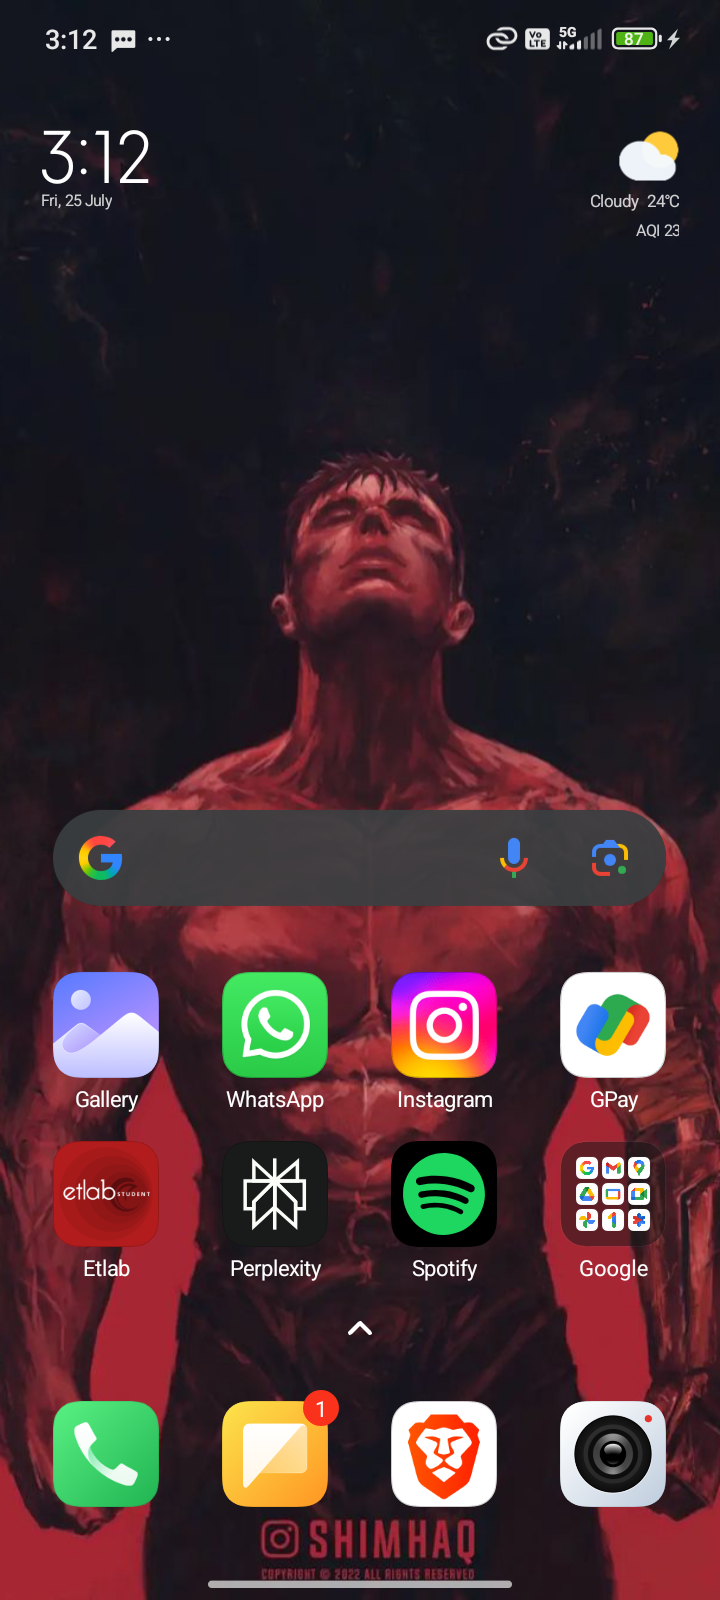 3:12
Vo LTE 5G 87
3:12
Fri, 25 July
Cloudy 24°C
AQI 23
Gallery WhatsApp Instagram GPay
etlab STUDENT
Etlab Perplexity Spotify Google
1
SHIMHAQ
COPYRIGHT © 2022 ALL RIGHTS RESERVED